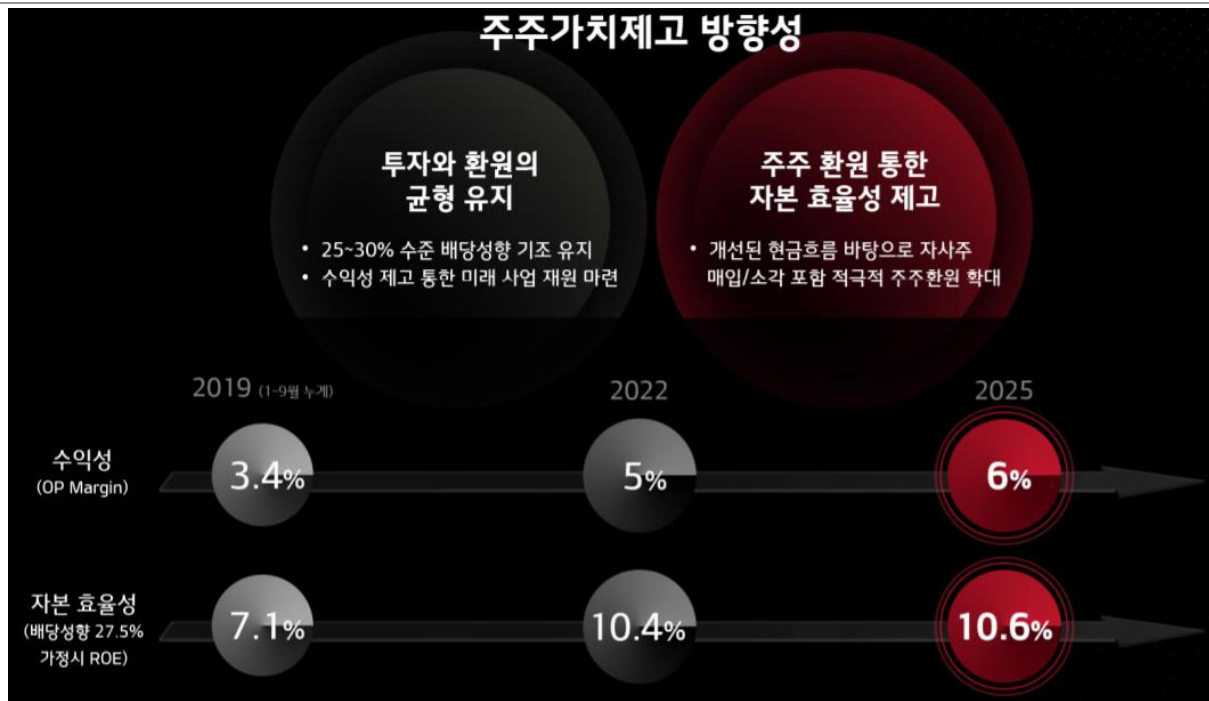 주주가치제고 방향성
투자와 환원의
균형 유지
• 25~30% 수준 배당성향 기조 유지
• 수익성 제고 통한 미래 사업 재원 마련
주주 환원 통한
자본 효율성 제고
• 개선된 현금흐름 바탕으로 자사주
매입/소각 포함 적극적 주주환원 확대
2019 (1~9월 누계)
2022
2025
수익성
(OP Margin)
3.4%
5%
6%
자본 효율성
(배당성향 27.5%
가정시 ROE)
7.1%
10.4%
10.6%